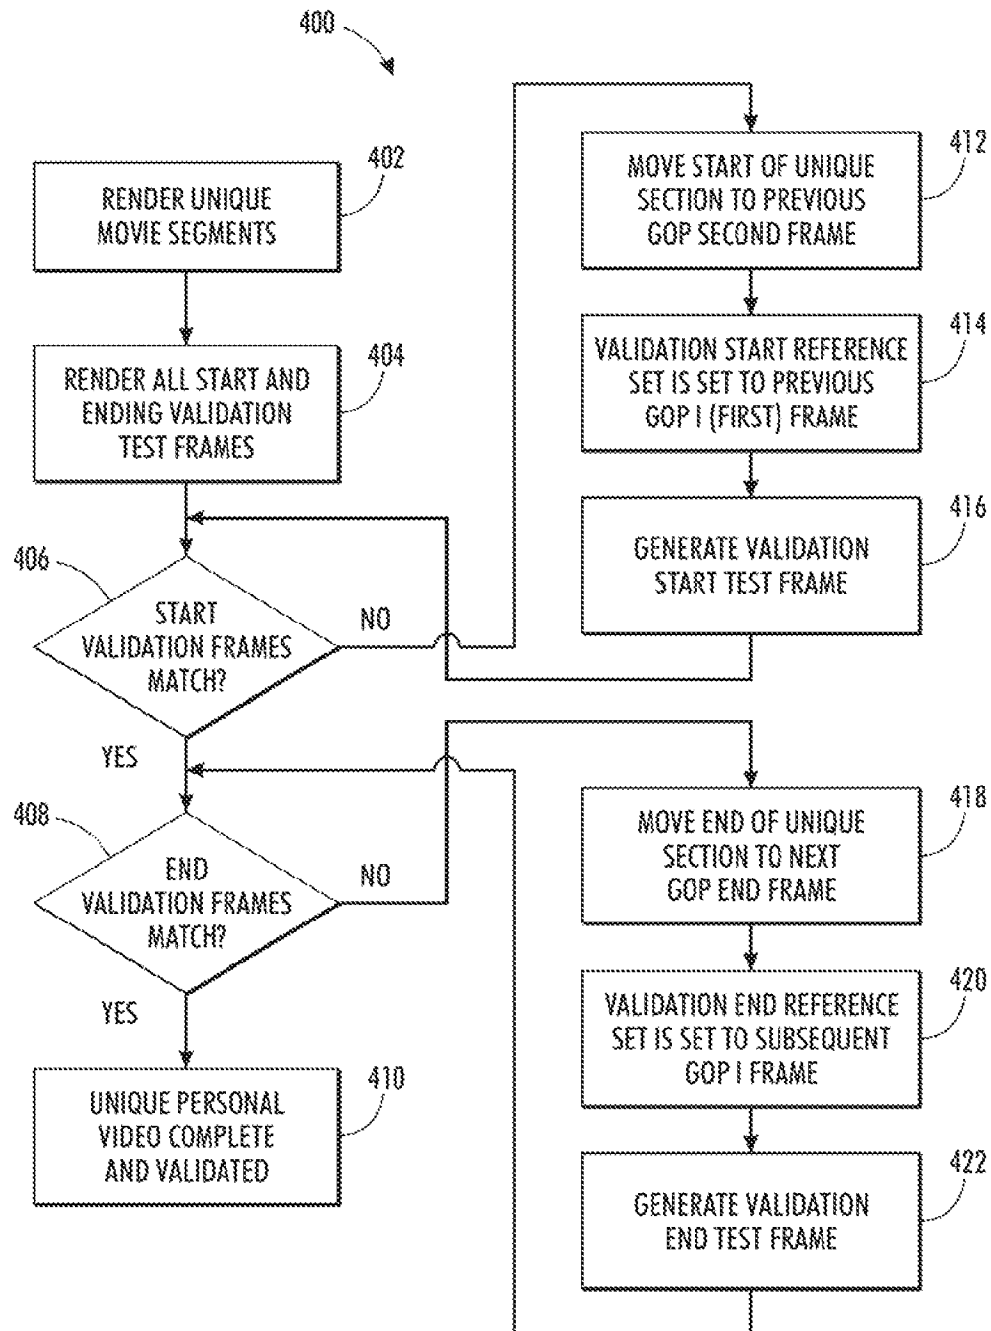 400
402
RENDER UNIQUE
MOVIE SEGMENTS
404
RENDER ALL START AND
ENDING VALIDATION
TEST FRAMES
406
START
VALIDATION FRAMES
MATCH?
NO
YES
408
END
VALIDATION FRAMES
MATCH?
NO
YES
410
UNIQUE PERSONAL
VIDEO COMPLETE
AND VALIDATED
412
MOVE START OF UNIQUE
SECTION TO PREVIOUS
GOP SECOND FRAME
414
VALIDATION START REFERENCE
SET IS SET TO PREVIOUS
GOP I (FIRST) FRAME
416
GENERATE VALIDATION
START TEST FRAME
418
MOVE END OF UNIQUE
SECTION TO NEXT
GOP END FRAME
420
VALIDATION END REFERENCE
SET IS SET TO SUBSEQUENT
GOP I FRAME
422
GENERATE VALIDATION
END TEST FRAME